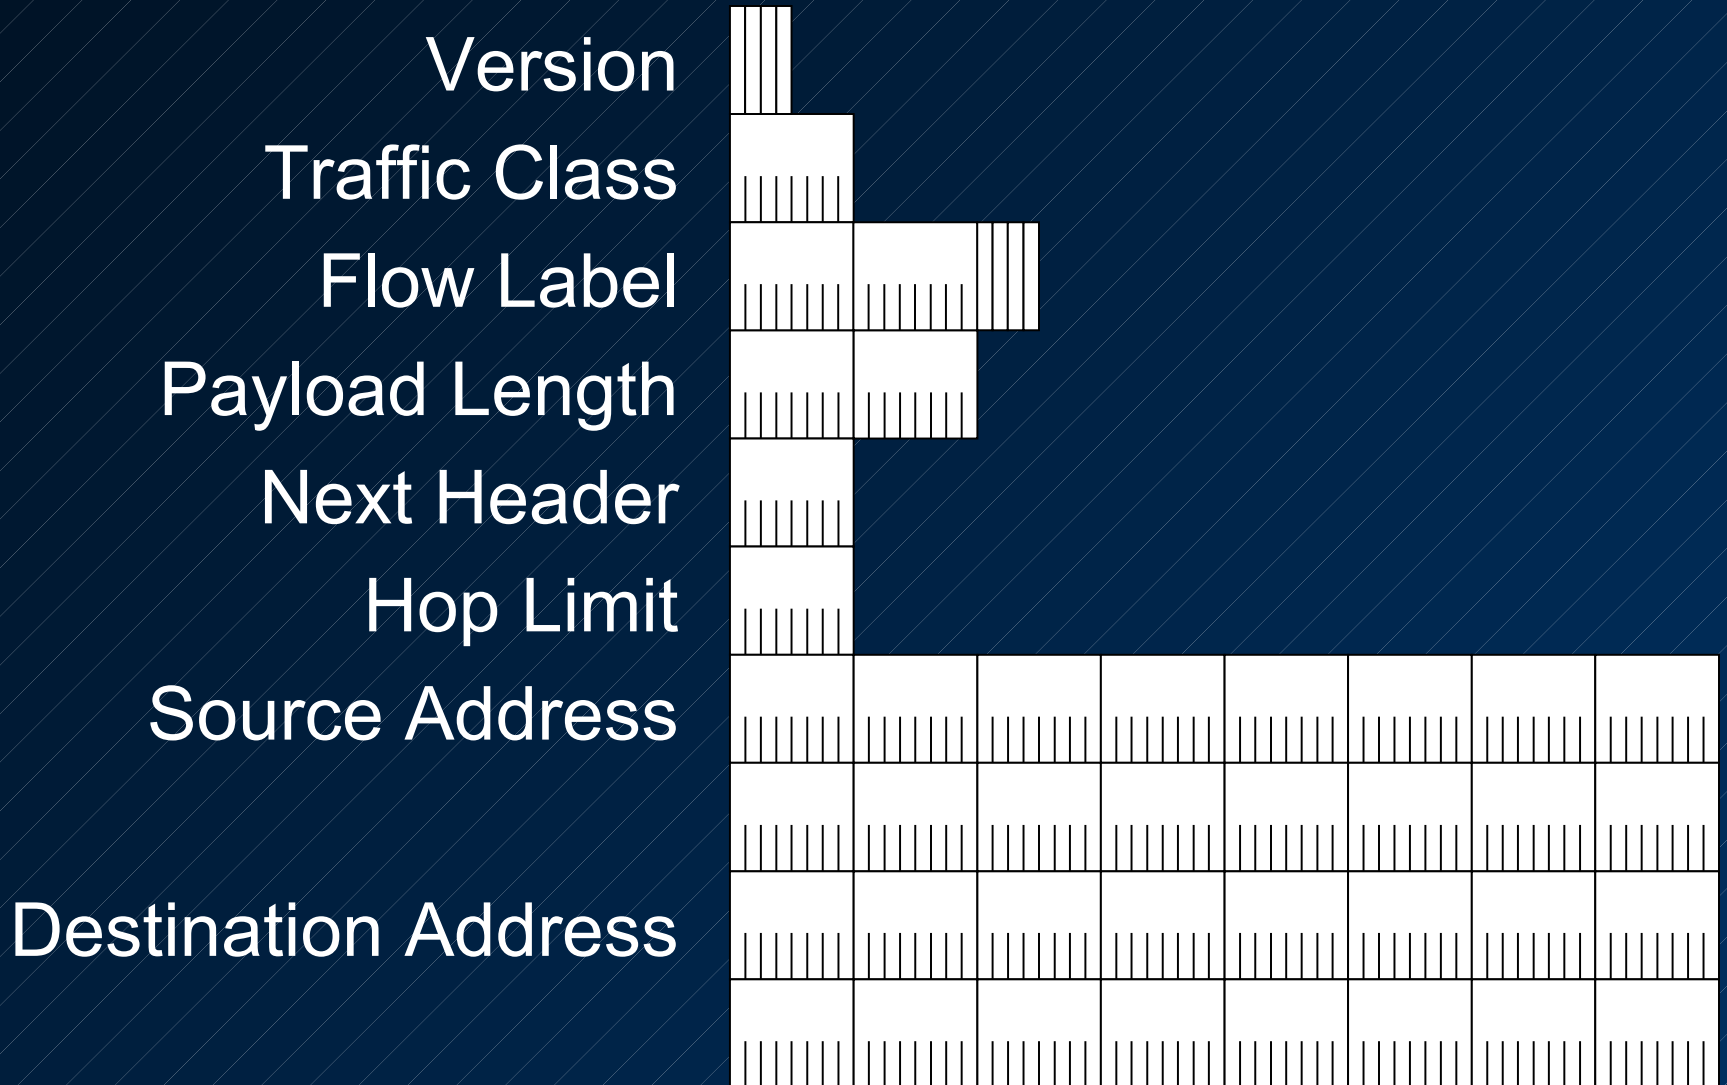 Version
Traffic Class
Flow Label
Payload Length
Next Header
Hop Limit
Source Address
Destination Address